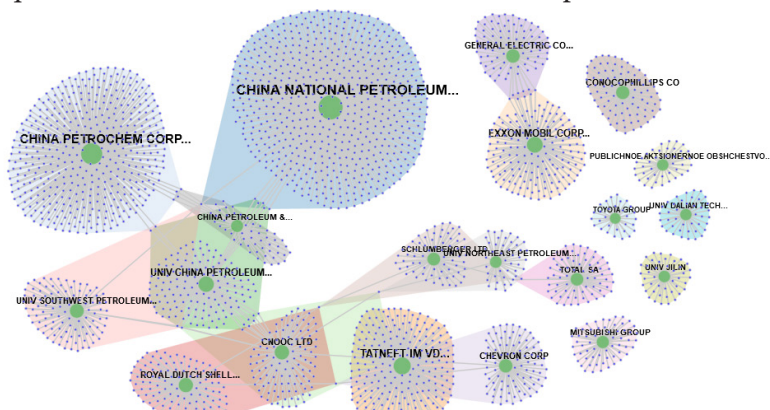 GENERAL ELECTRIC CO...
CONOCOPHILLIPS CO
CHINA NATIONAL PETROLEUM...
CHINA PETROCHEM CORP...
EXXON MOBIL CORP...
PUBLICHNOE AKTSIONERNOE OBSHCHESTVO...
TOYOTA GROUP
UNIV DALIAN TECH...
CHINA PETROLEUM &...
SCHLUMBERGER LTD
UNIV NORTHEAST PETROLEUM...
UNIV CHINA PETROLEUM...
TOTAL SA
UNIV JILIN
UNIV SOUTHWEST PETROLEUM...
MITSUBISHI GROUP
CNOOC LTD
TATNEFT IM VD...
CHEVRON CORP
ROYAL DUTCH SHELL...